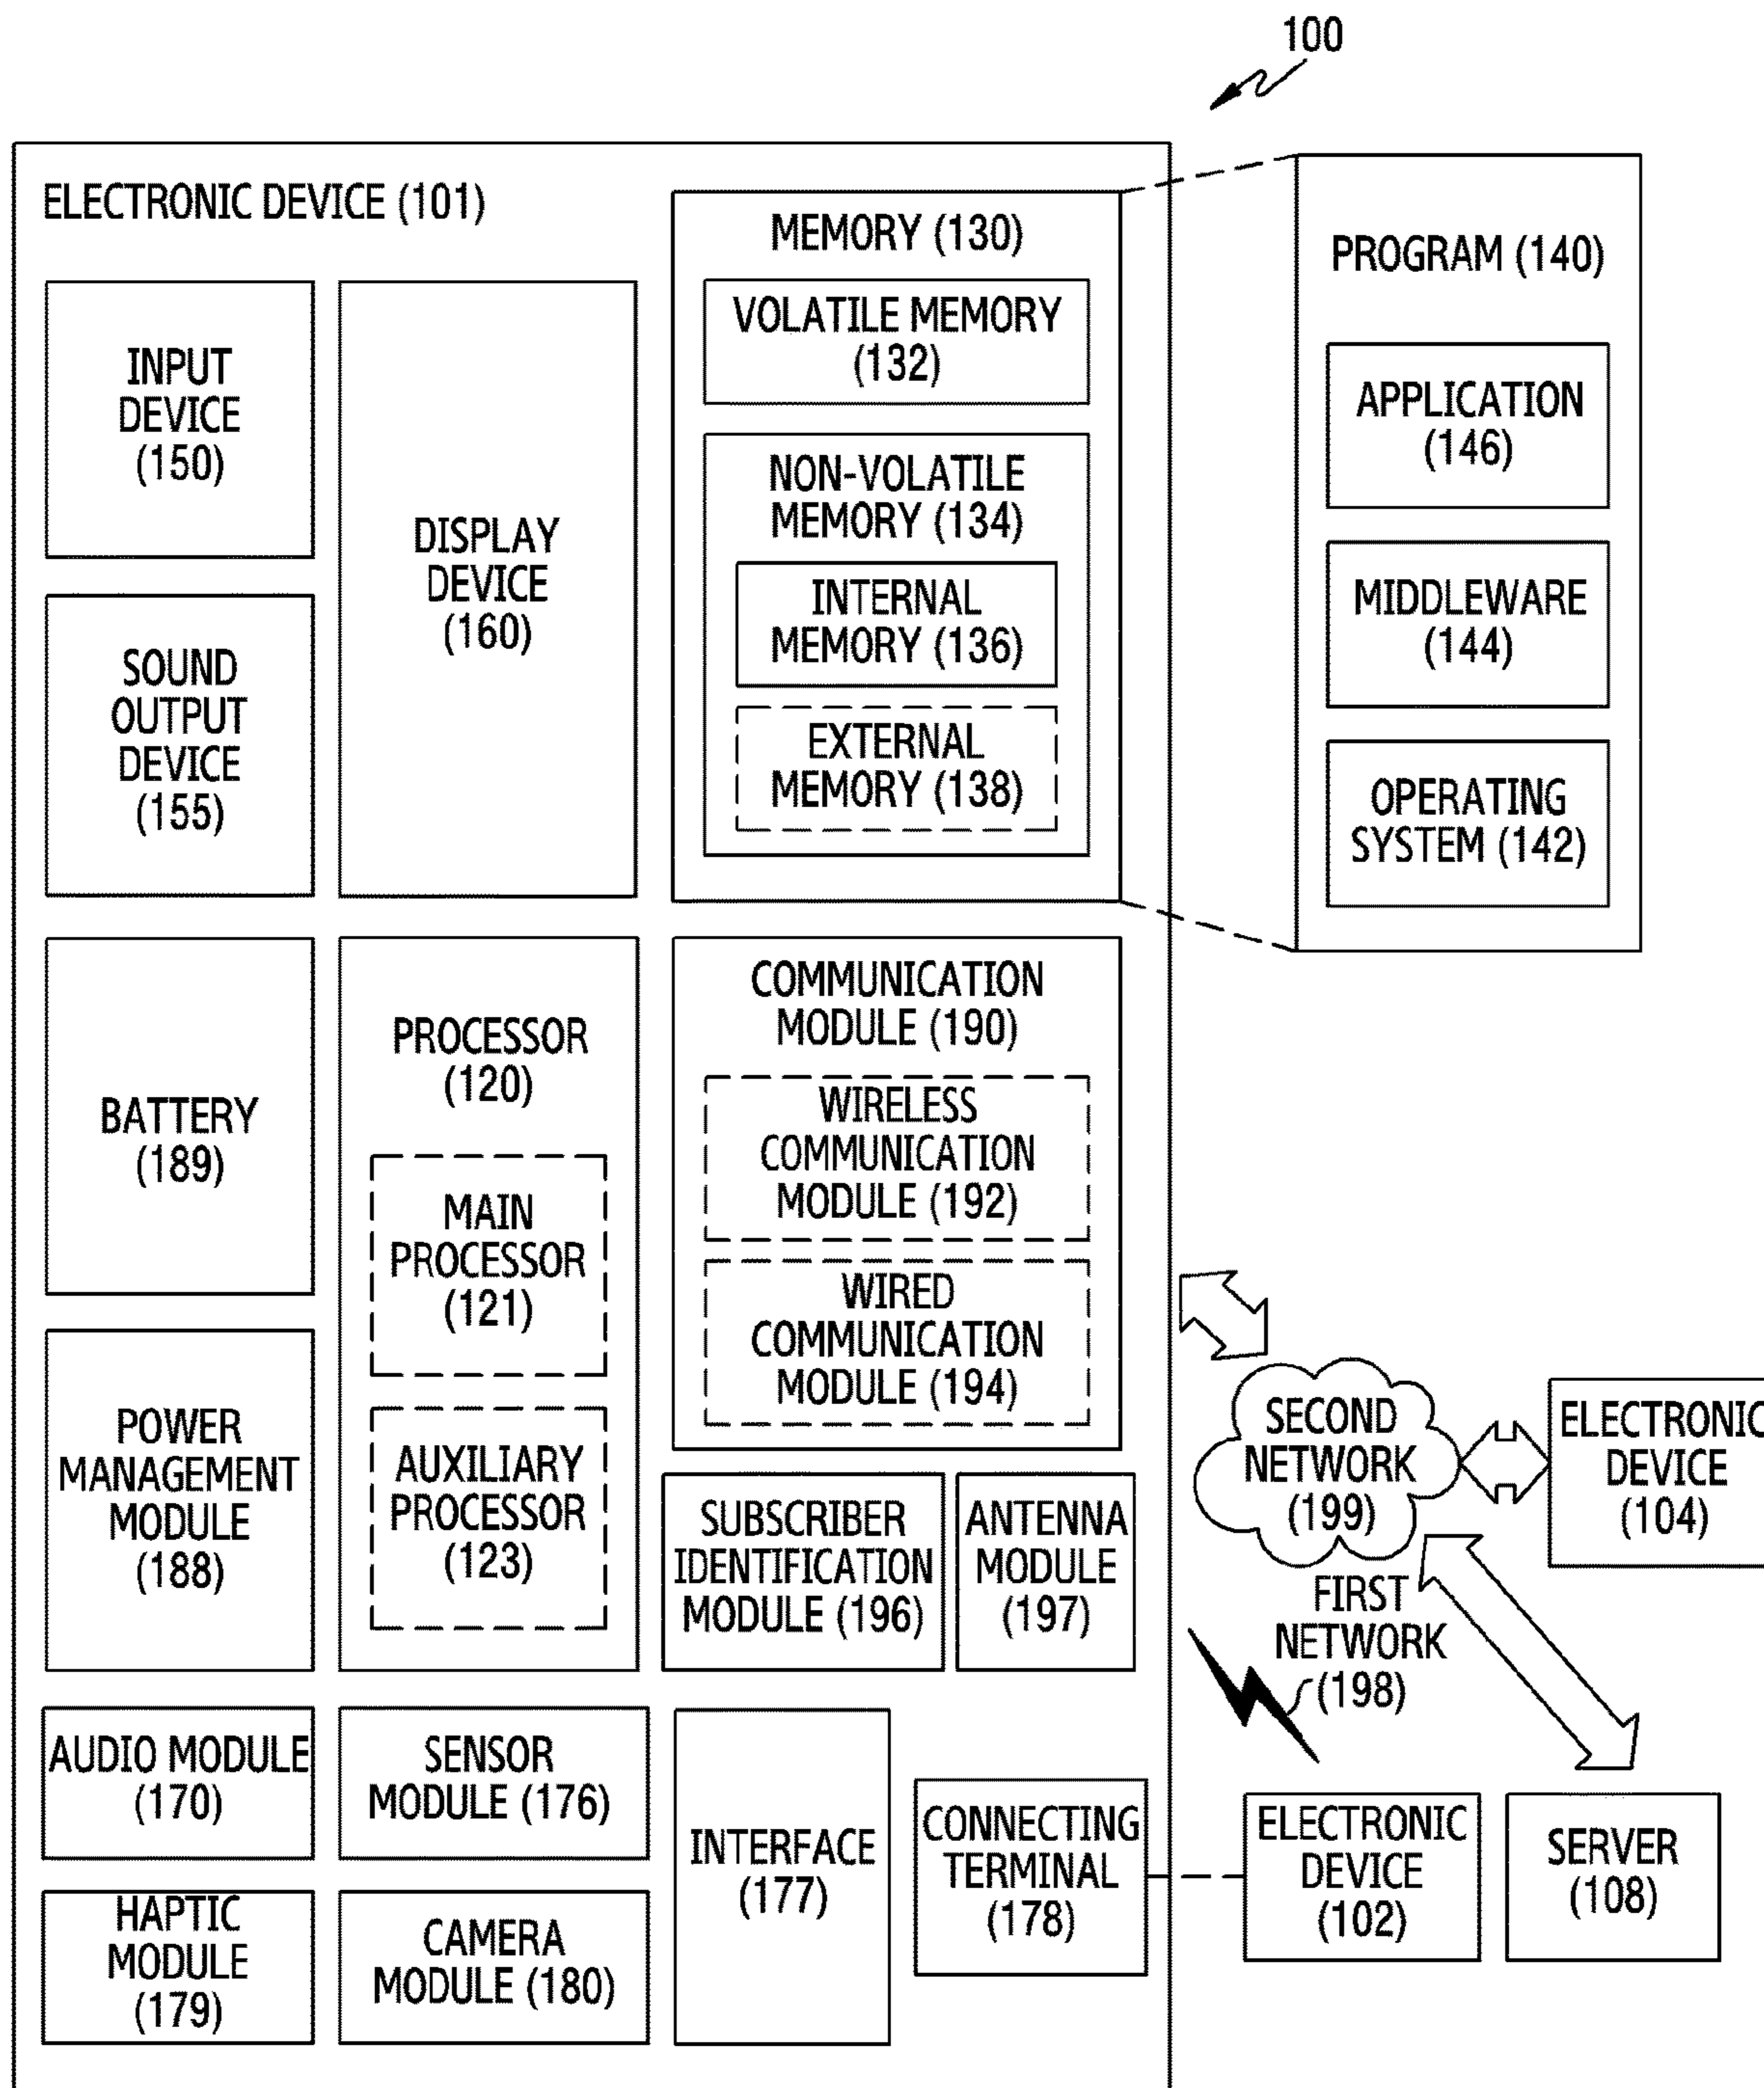 100
ELECTRONIC DEVICE (101)
INPUT
DEVICE
(150)
SOUND
OUTPUT
DEVICE
(155)
DISPLAY
DEVICE
(160)
MEMORY (130)
VOLATILE MEMORY
(132)
NON-VOLATILE
MEMORY (134)
INTERNAL
MEMORY (136)
EXTERNAL
MEMORY (138)
PROGRAM (140)
APPLICATION
(146)
MIDDLEWARE
(144)
OPERATING
SYSTEM (142)
BATTERY
(189)
POWER
MANAGEMENT
MODULE
(188)
PROCESSOR
(120)
MAIN
PROCESSOR
(121)
AUXILIARY
PROCESSOR
(123)
COMMUNICATION
MODULE (190)
WIRELESS
COMMUNICATION
MODULE (192)
WIRED
COMMUNICATION
MODULE (194)
SUBSCRIBER
IDENTIFICATION
MODULE (196)
ANTENNA
MODULE
(197)
SECOND
NETWORK
(199)
ELECTRONIC
DEVICE
(104)
FIRST
NETWORK
(198)
AUDIO MODULE
(170)
SENSOR
MODULE (176)
HAPTIC
MODULE
(179)
CAMERA
MODULE (180)
INTERFACE
(177)
CONNECTING
TERMINAL
(178)
ELECTRONIC
DEVICE
(102)
SERVER
(108)